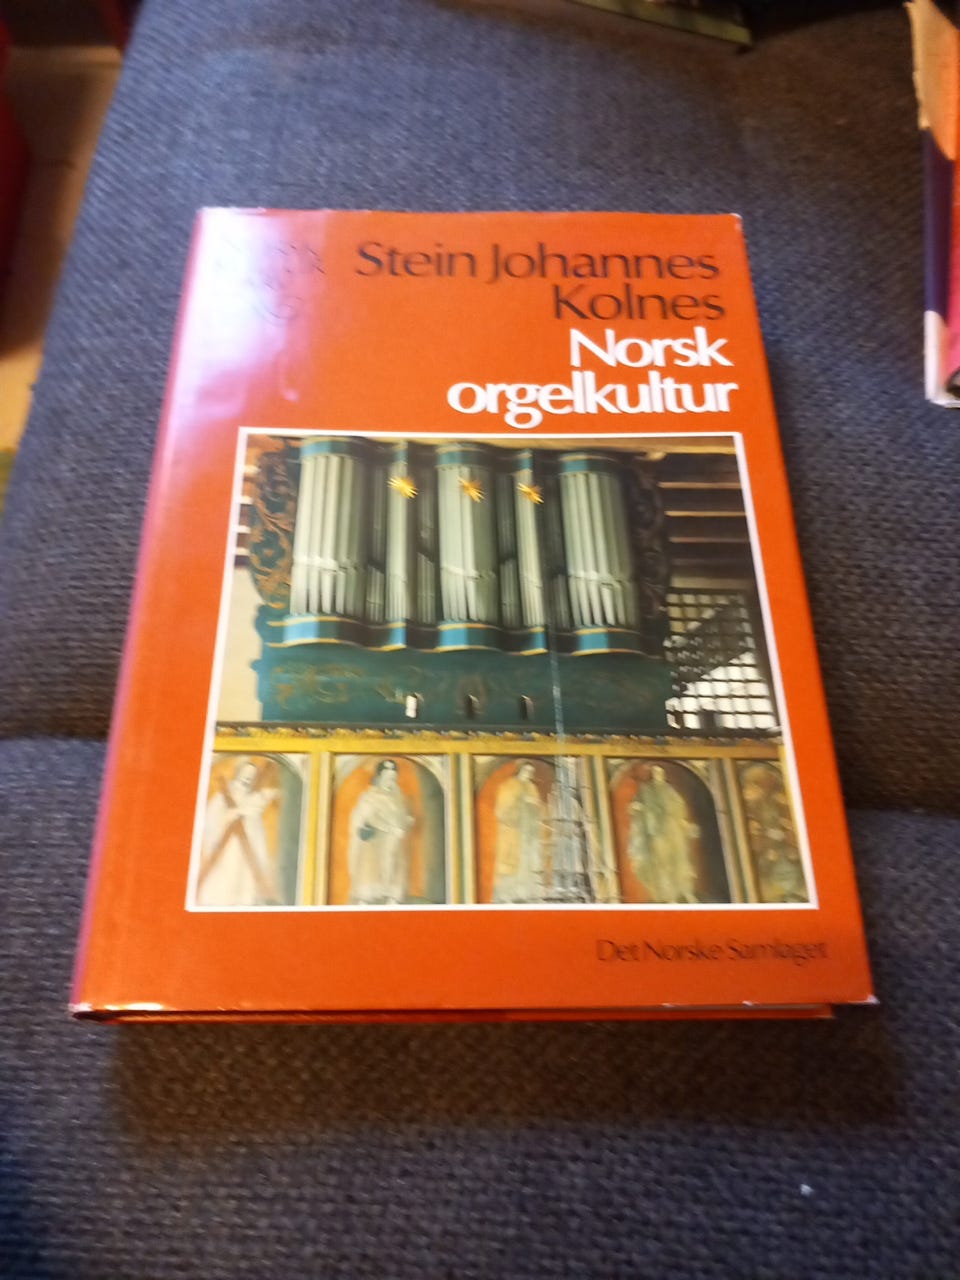 Stein Johannes
Kolnes
Norsk
orgelkultur
Det Norske Samlaget